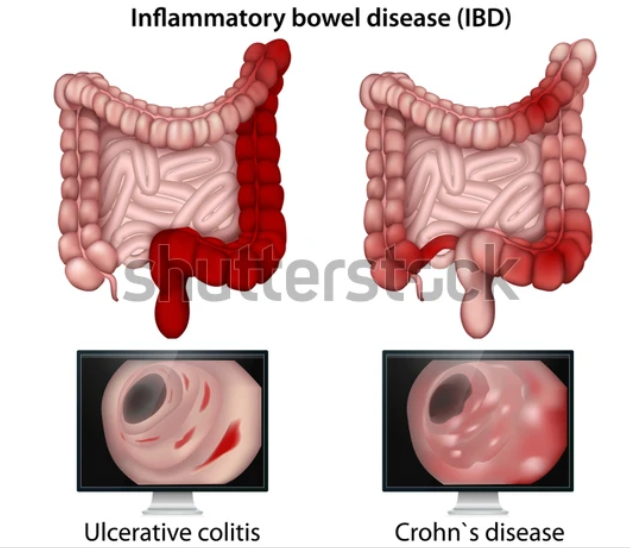 Inflammatory bowel disease (IBD)
shutterstock
Ulcerative colitis
Crohn`s disease